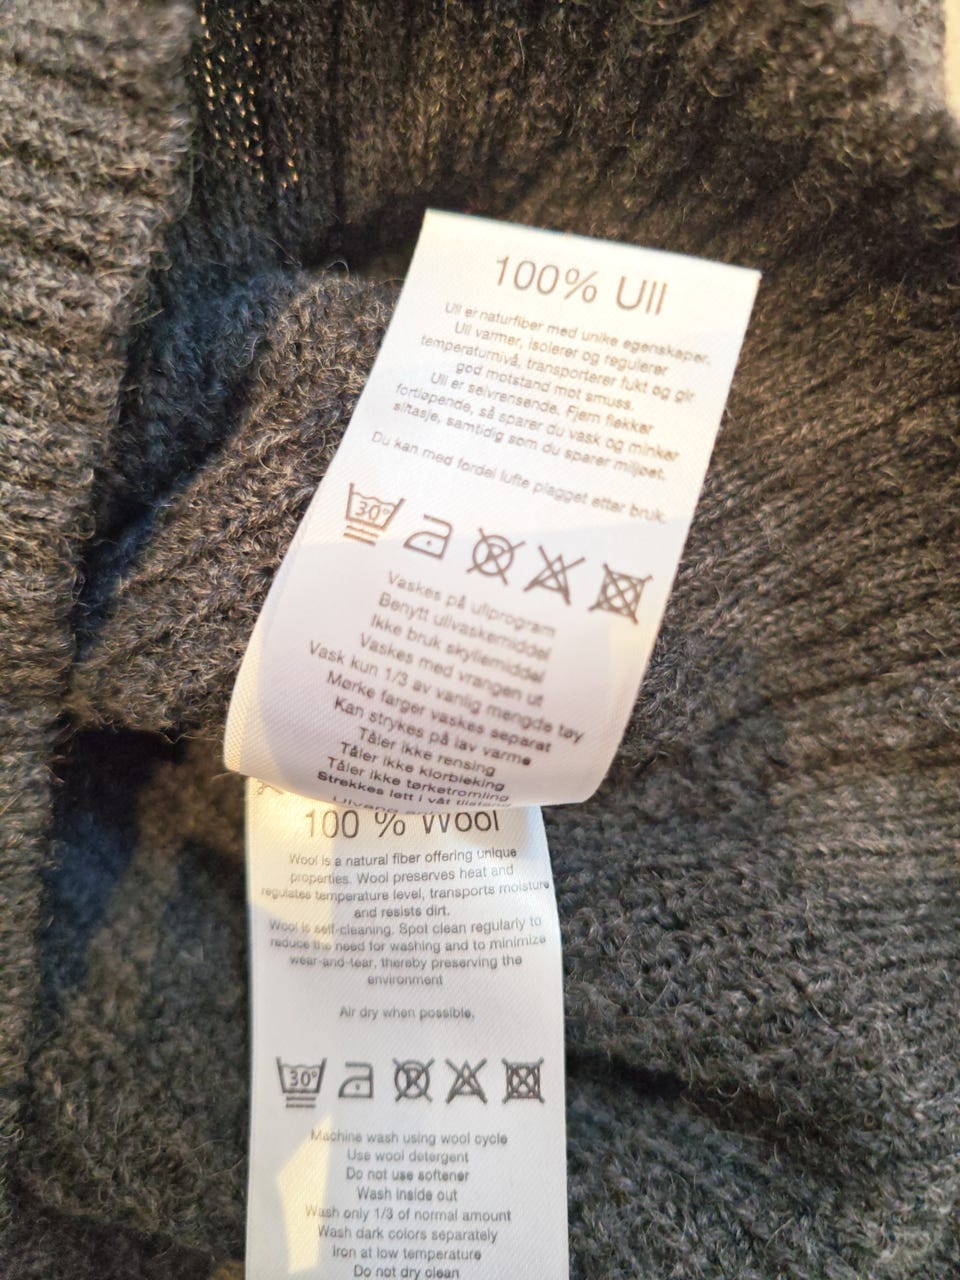 100% Ull
Ull er naturfiber med unike egenskaper.
Ull varmer, isolerer og regulerer
temperaturnivå, transporterer fukt og gir
god motstand mot smuss.
Ull er selvrensende. Fjern flekker
fortløpende, så sparer du vask og minker
slitasje, samtidig som du sparer miljøet.
Du kan med fordel lufte plagget etter bruk.
30°
Vaskes på ullprogram
Benytt ullvaskemiddel
Ikke bruk skyllemiddel
Vaskes med vrangen ut
Vask kun 1/3 av vanlig mengde tøy
Mørke farger vaskes separat
Kan strykes på lav varme
Tåler ikke rensing
Tåler ikke klorbleking
Tåler ikke tørketromling
Strekkes lett i våt
100 % Wool
Wool is a natural fiber offering unique
properties. Wool preserves heat and
regulates temperature level, transports moisture
and resists dirt.
Wool is self-cleaning. Spot clean regularly to
reduce the need for washing and to minimize
wear-and-tear, thereby preserving the
environment
Air dry when possible.
30°
Machine wash using wool cycle
Use wool detergent
Do not use softener
Wash inside out
Wash only 1/3 of normal amount
Wash dark colors separately
Iron at low temperature
Do not dry clean